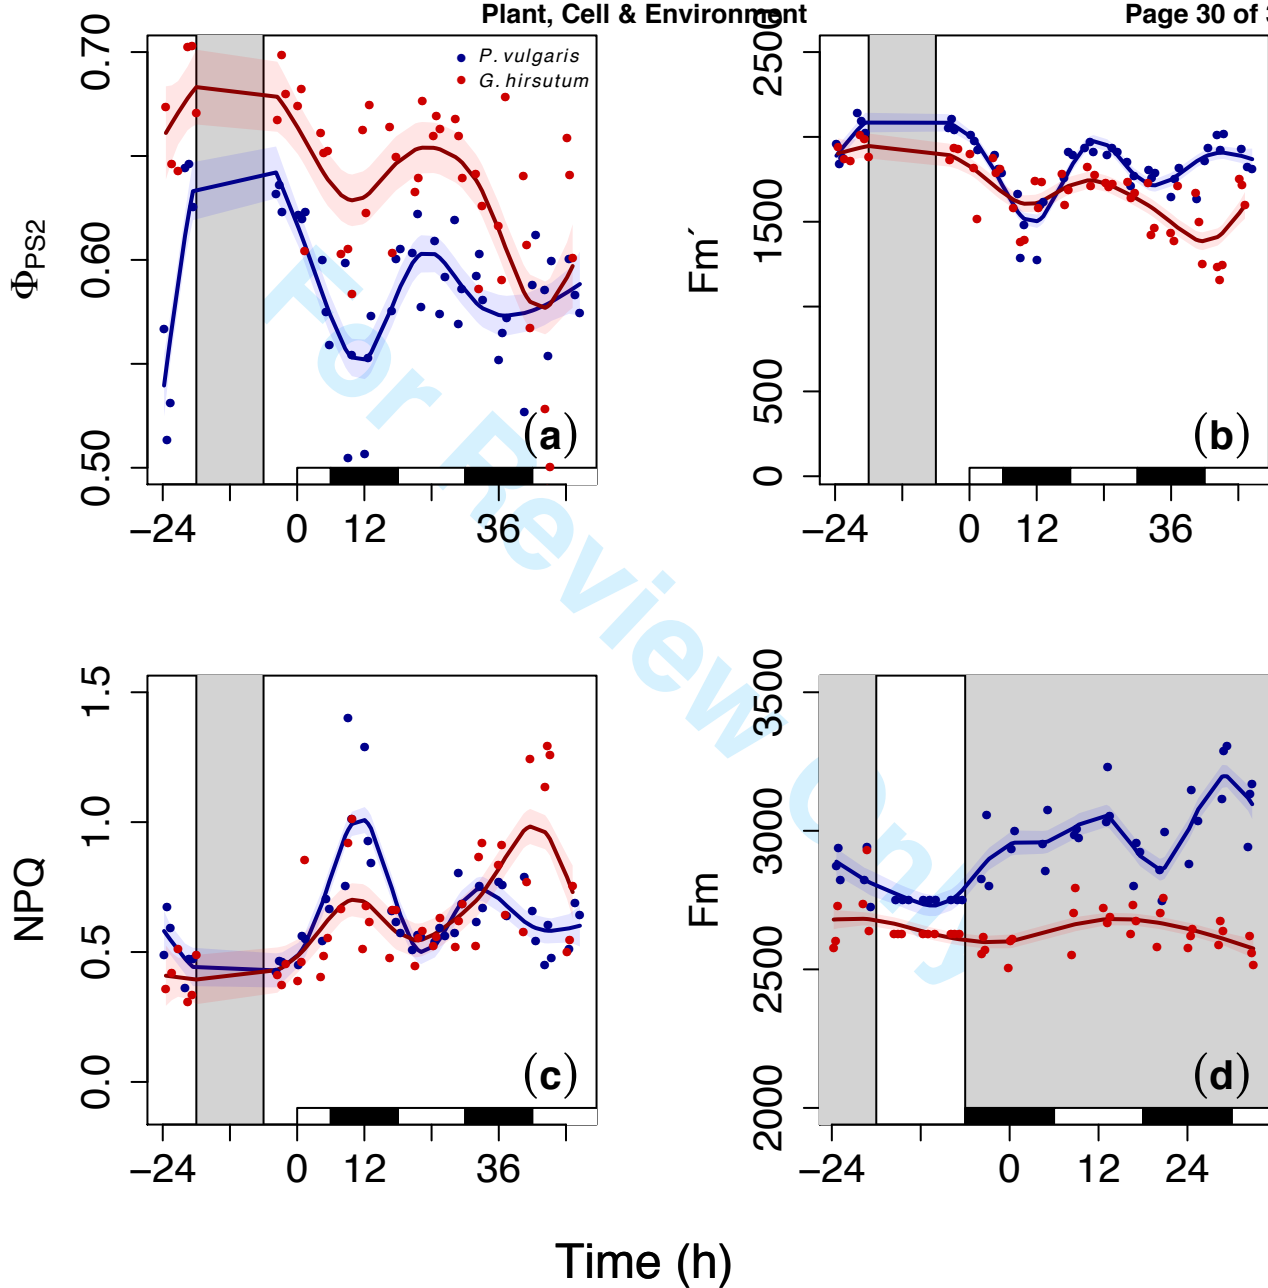 Plant, Cell & Environment
Page 30 of 3
P. vulgaris
G. hirsutum
ΦPS2
0.70
0.60
0.50
(a)
−24 0 12 36
Fm´
2500
1500
500
0
(b)
−24 0 12 36
NPQ
1.5
1.0
0.5
0.0
(c)
−24 0 12 36
Fm
3500
3000
2500
2000
(d)
−24 0 12 24
Time (h)
For Review Only